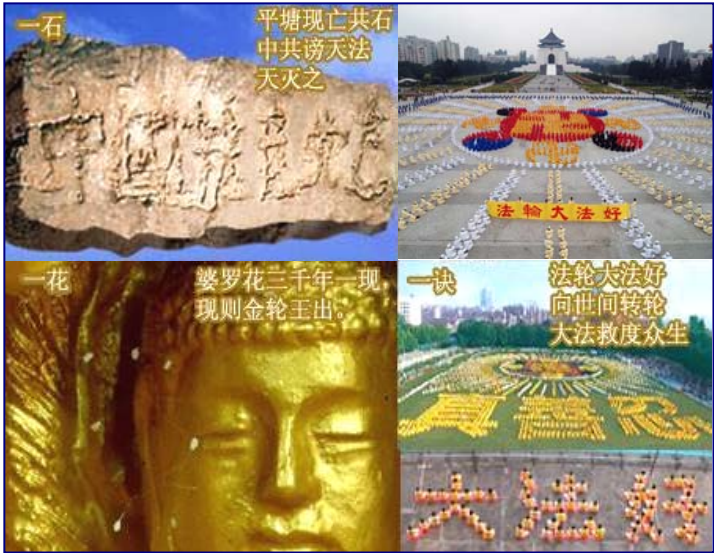 一石
平塘现亡共石
中共谤天法
天灭之
法輪大法好
一花
婆罗花三千年一现，
现则金轮王出。
一诀
法轮大法好
向世间转轮
大法救度众生
真善忍
大法好